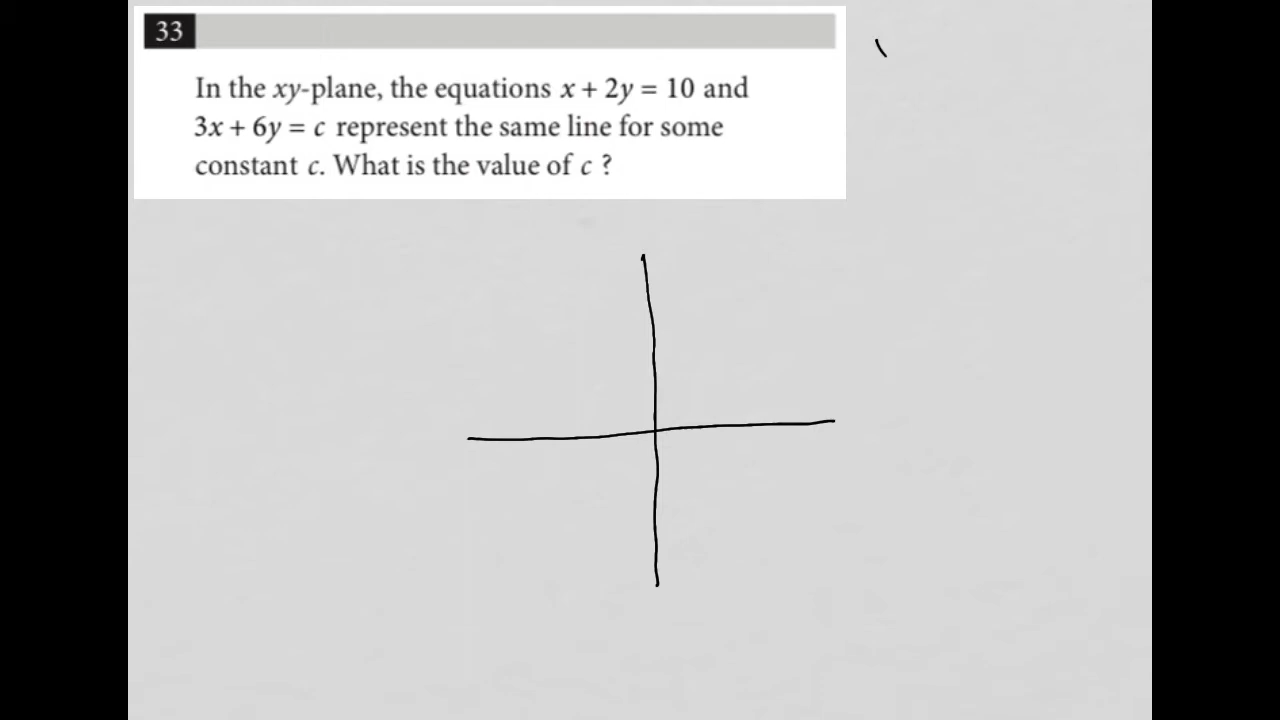 33
In the xy-plane, the equations x + 2y = 10 and
3x + 6y = c represent the same line for some
constant c. What is the value of c ?